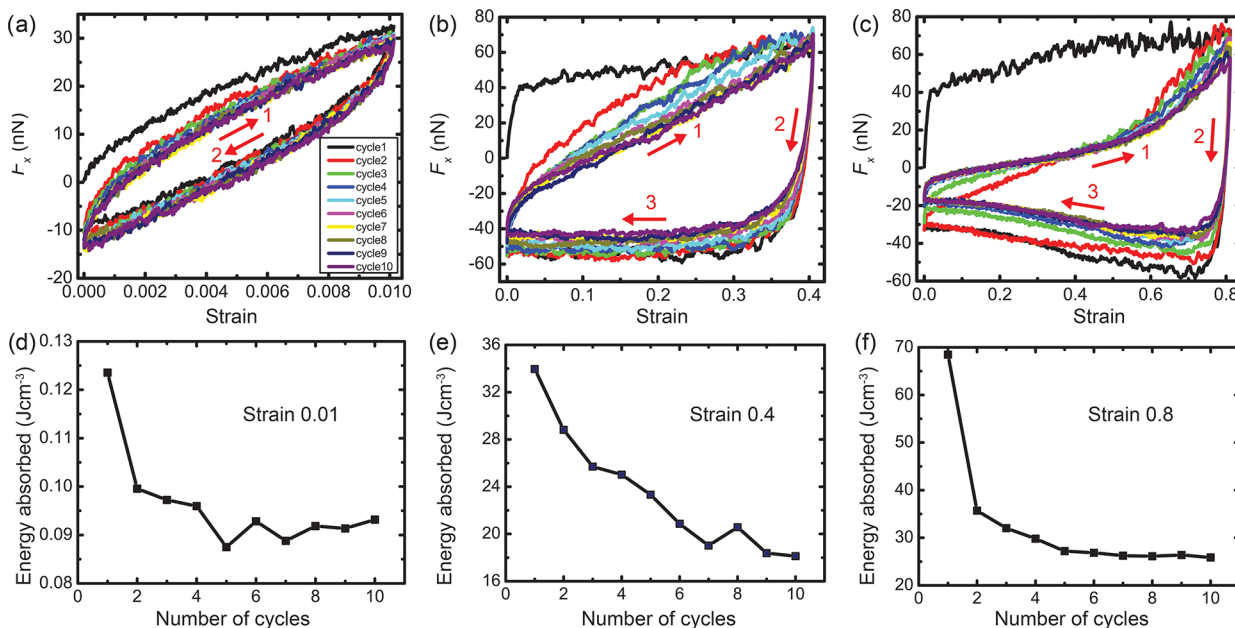 (a)
F_x (nN)
30
20
10
0
-10
-20
0.000 0.002 0.004 0.006 0.008 0.010
Strain
1
2
cycle1
cycle2
cycle3
cycle4
cycle5
cycle6
cycle7
cycle8
cycle9
cycle10
(b)
F_x (nN)
80
60
40
20
0
-20
-40
-60
0.0 0.1 0.2 0.3 0.4
Strain
1
2
3
(c)
F_x (nN)
80
60
40
20
0
-20
-40
-60
0.0 0.2 0.4 0.6 0.8
Strain
1
2
3
(d)
Energy absorbed (Jcm⁻³)
0.13
0.12
0.11
0.10
0.09
0.08
0 2 4 6 8 10
Number of cycles
Strain 0.01
(e)
Energy absorbed (Jcm⁻³)
36
32
28
24
20
16
0 2 4 6 8 10
Number of cycles
Strain 0.4
(f)
Energy absorbed (Jcm⁻³)
70
60
50
40
30
20
0 2 4 6 8 10
Number of cycles
Strain 0.8